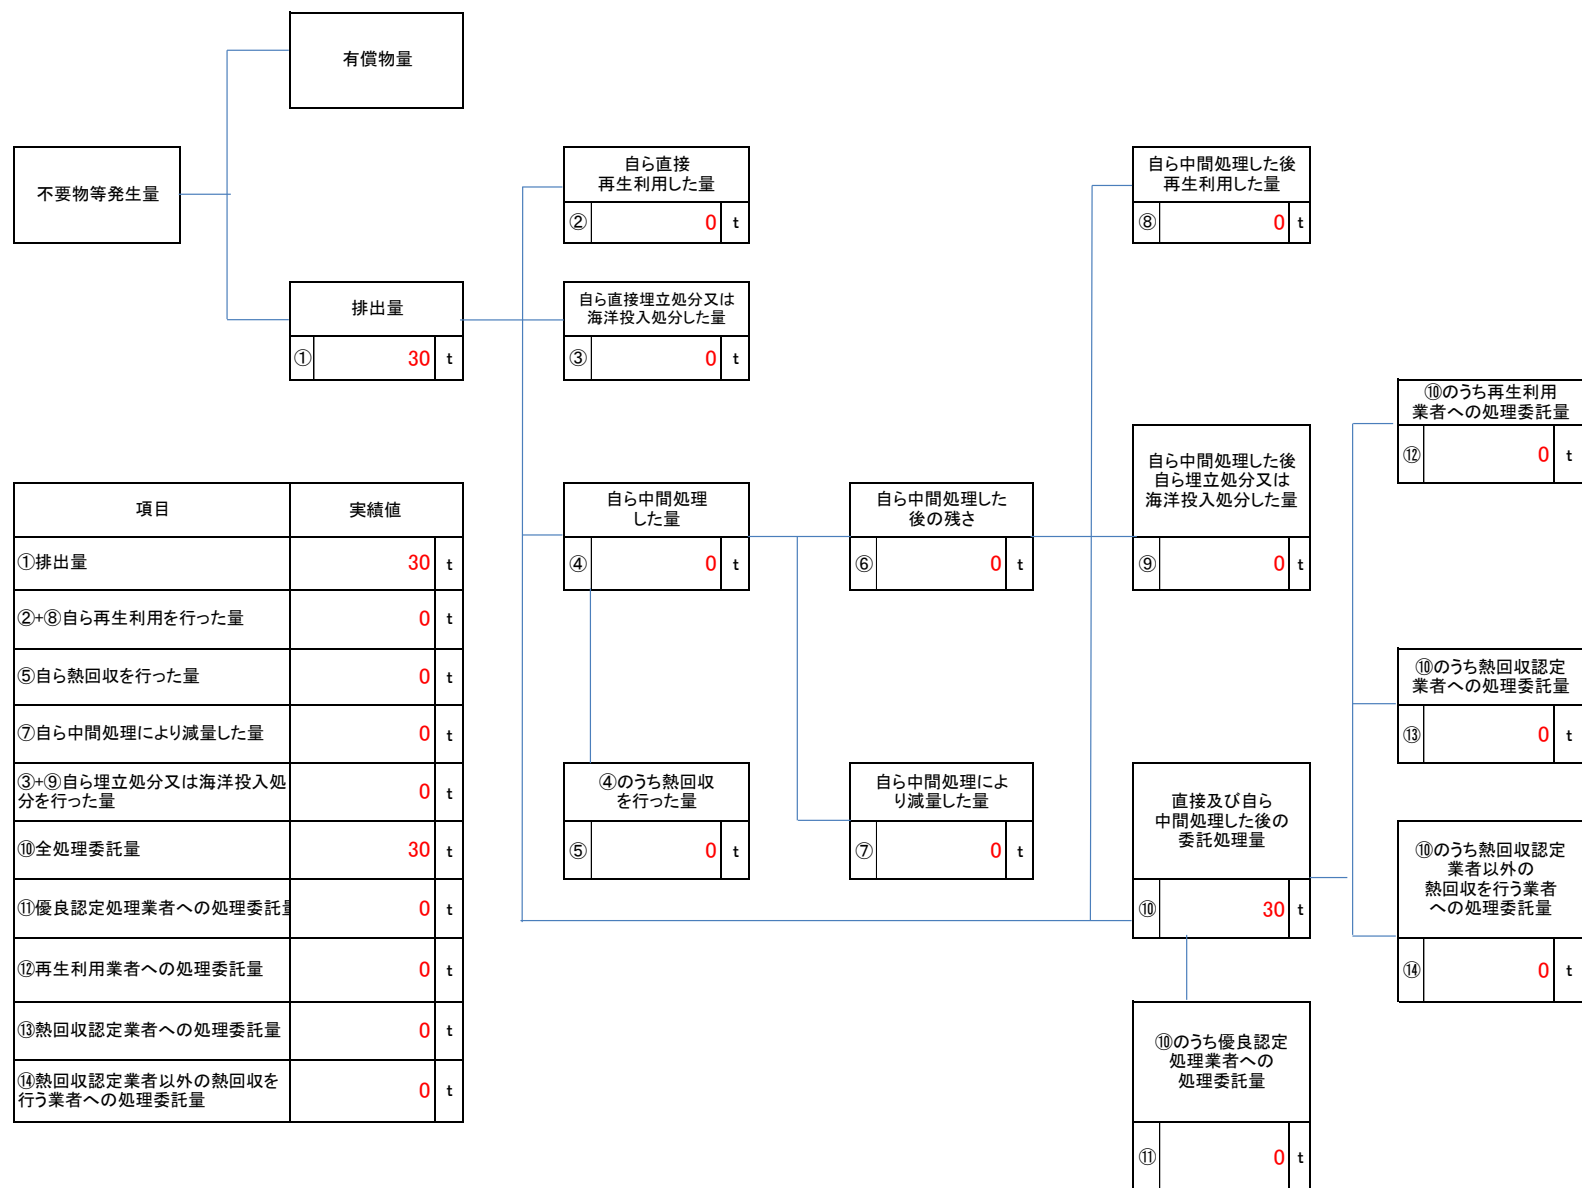 有償物量
不要物等発生量
排出量
① 30 t
自ら直接
再生利用した量
② 0 t
自ら直接埋立処分又は
海洋投入処分した量
③ 0 t
自ら中間処理
した量
④ 0 t
④のうち熱回収
を行った量
⑤ 0 t
自ら中間処理した
後の残さ
⑥ 0 t
自ら中間処理によ
り減量した量
⑦ 0 t
自ら中間処理した後
再生利用した量
⑧ 0 t
自ら中間処理した後
自ら埋立処分又は
海洋投入処分した量
⑨ 0 t
直接及び自ら
中間処理した後の
委託処理量
⑩ 30 t
⑩のうち優良認定
処理業者への
処理委託量
⑪ 0 t
⑩のうち再生利用
業者への処理委託量
⑫ 0 t
⑩のうち熱回収認定
業者への処理委託量
⑬ 0 t
⑩のうち熱回収認定
業者以外の
熱回収を行う業者
への処理委託量
⑭ 0 t
項目 実績値
①排出量 30 t
②+⑧自ら再生利用を行った量 0 t
⑤自ら熱回収を行った量 0 t
⑦自ら中間処理により減量した量 0 t
③+⑨自ら埋立処分又は海洋投入処
分を行った量 0 t
⑩全処理委託量 30 t
⑪優良認定処理業者への処理委託量 0 t
⑫再生利用業者への処理委託量 0 t
⑬熱回収認定業者への処理委託量 0 t
⑭熱回収認定業者以外の熱回収を
行う業者への処理委託量 0 t